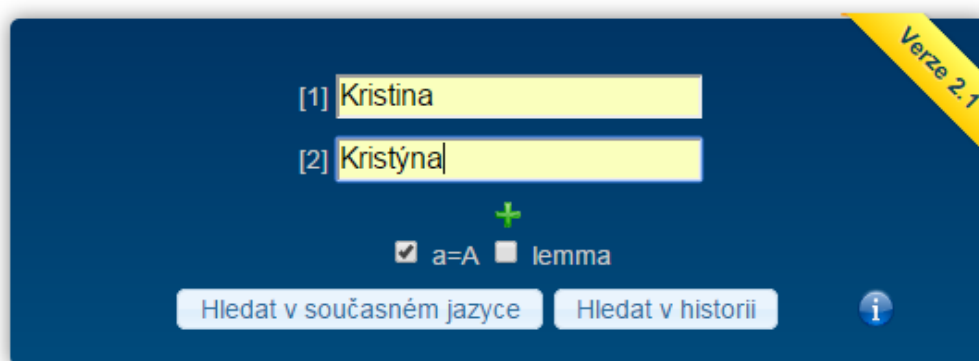 Verze 2.1
[1] Kristina
[2] Kristýna
a=A lemma
Hledat v současném jazyce Hledat v historii i